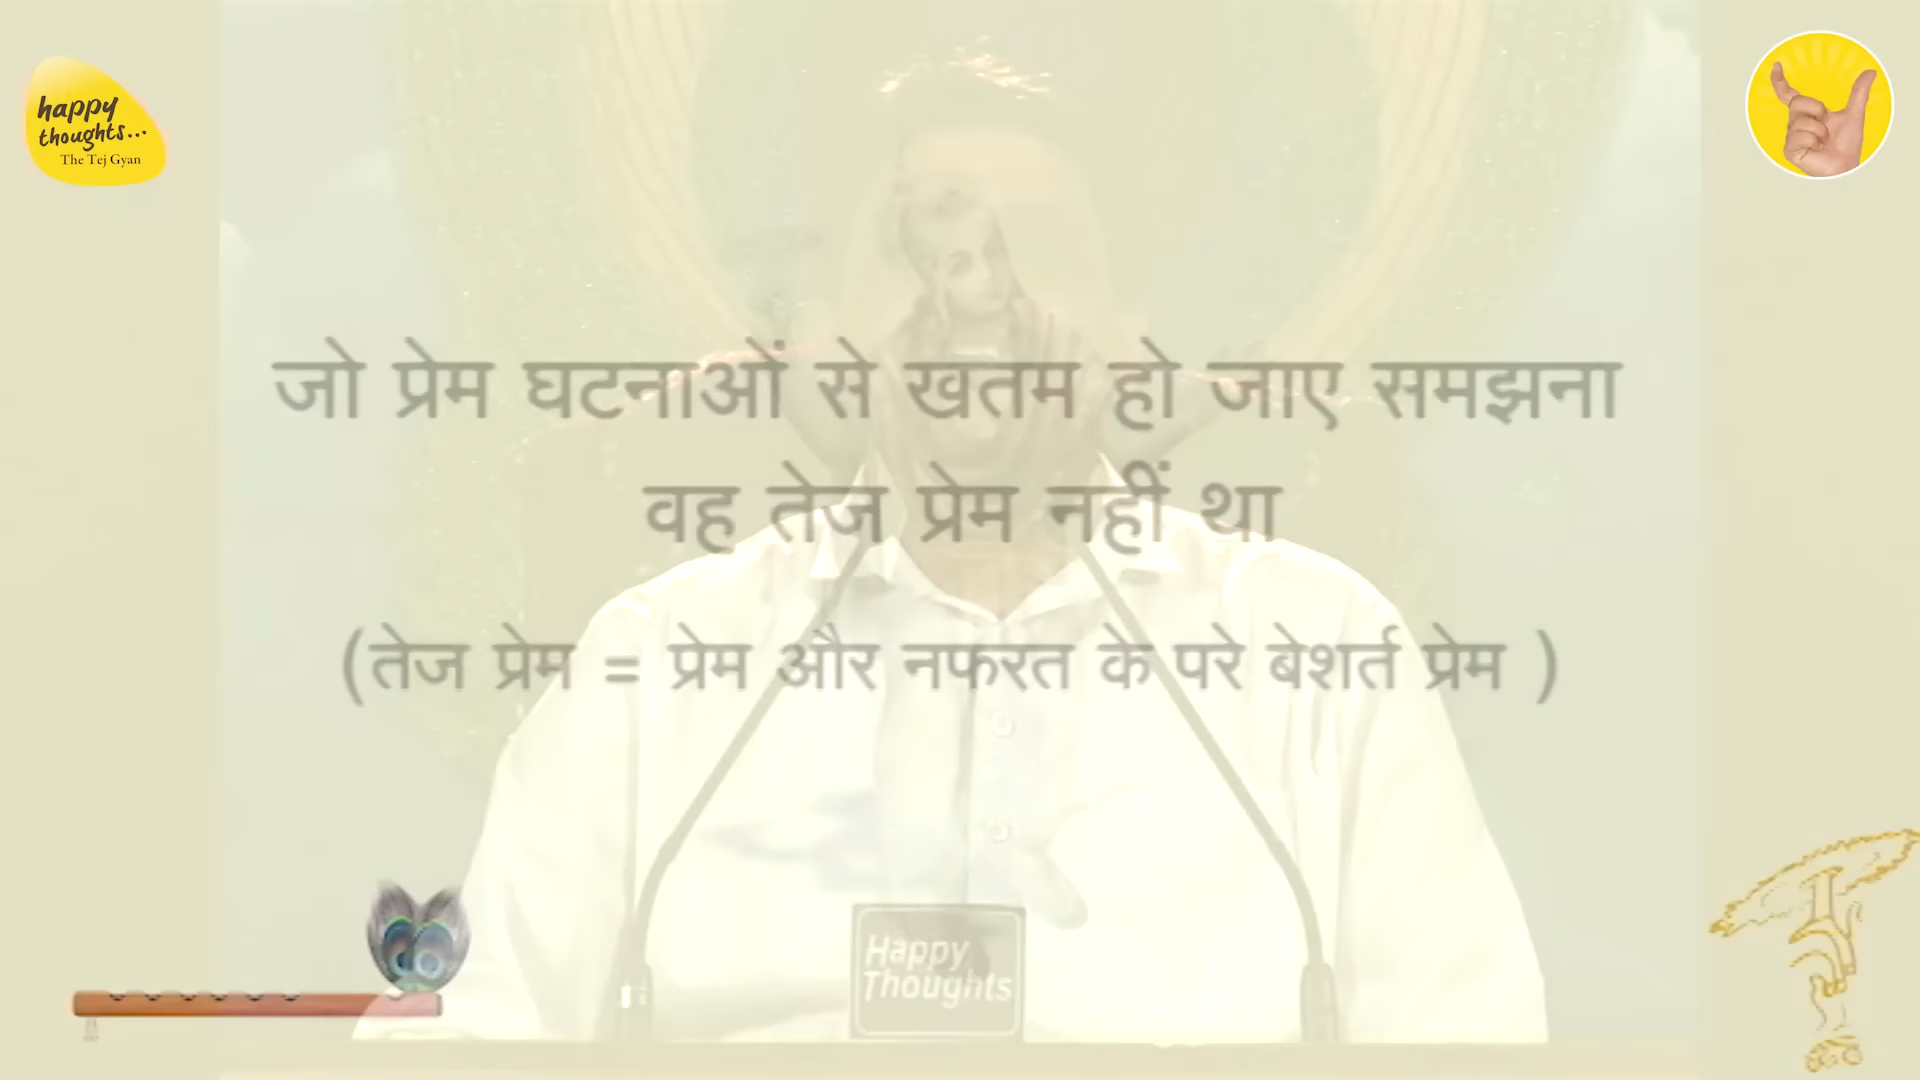 happy
thoughts...
The Tej Gyan
जो प्रेम घटनाओं से खतम हो जाए समझना
वह तेज प्रेम नहीं था
(तेज प्रेम = प्रेम और नफरत के परे बेशर्त प्रेम )
Happy
Thoughts